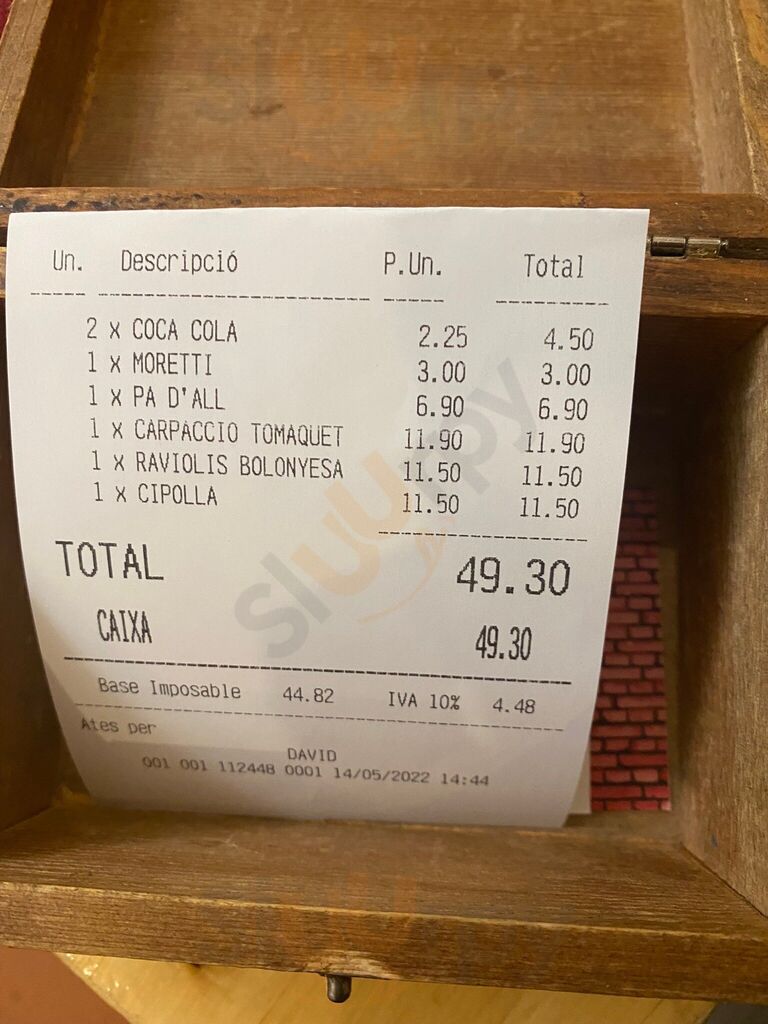 Un. Descripció P.Un. Total
2 x COCA COLA 2.25 4.50
1 x MORETTI 3.00 3.00
1 x PA D'ALL 6.90 6.90
1 x CARPACCIO TOMAQUET 11.90 11.90
1 x RAVIOLIS BOLONYESA 11.50 11.50
1 x CIPOLLA 11.50 11.50
TOTAL 49.30
CAIXA 49.30
Base Imposable 44.82 IVA 10% 4.48
Ates per
DAVID
001 001 112448 0001 14/05/2022 14:44
sluurpy